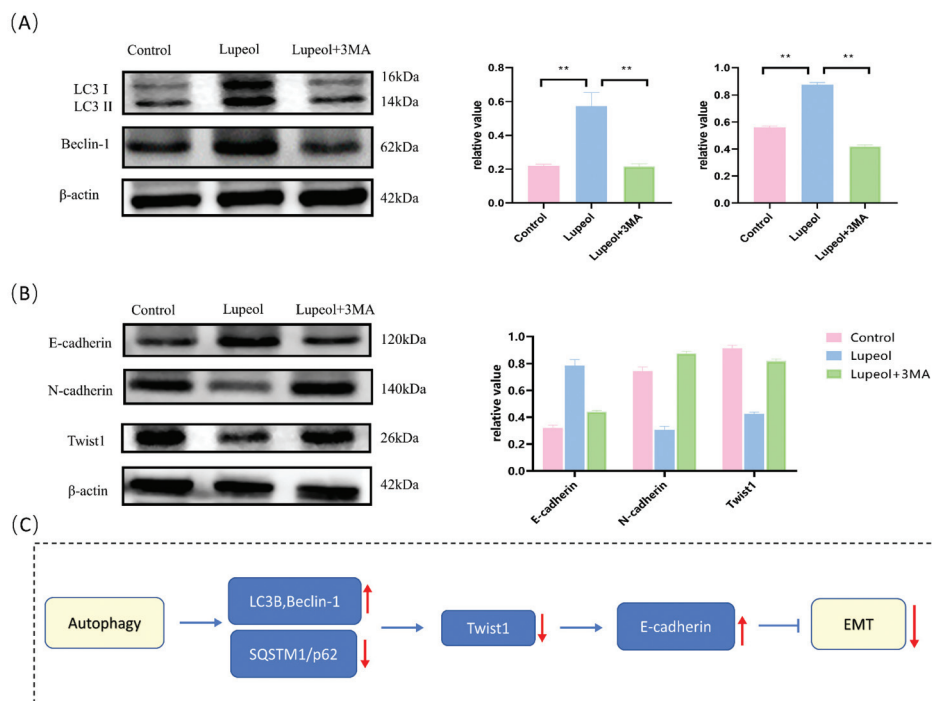 (A)
Control Lupeol Lupeol+3MA
LC3 I
LC3 II
16kDa
14kDa
Beclin-1
62kDa
β-actin
42kDa
relative value
0.8
0.6
0.4
0.2
0.0
** **
Control Lupeol Lupeol+3MA
relative value
1.0
0.8
0.6
0.4
0.2
0.0
** **
Control Lupeol Lupeol+3MA
(B)
Control Lupeol Lupeol+3MA
E-cadherin
120kDa
N-cadherin
140kDa
Twist1
26kDa
β-actin
42kDa
relative value
1.0
0.8
0.6
0.4
0.2
0.0
E-cadherin N-cadherin Twist1
Control
Lupeol
Lupeol+3MA
(C)
Autophagy
LC3B,Beclin-1
SQSTM1/p62
Twist1
E-cadherin
EMT